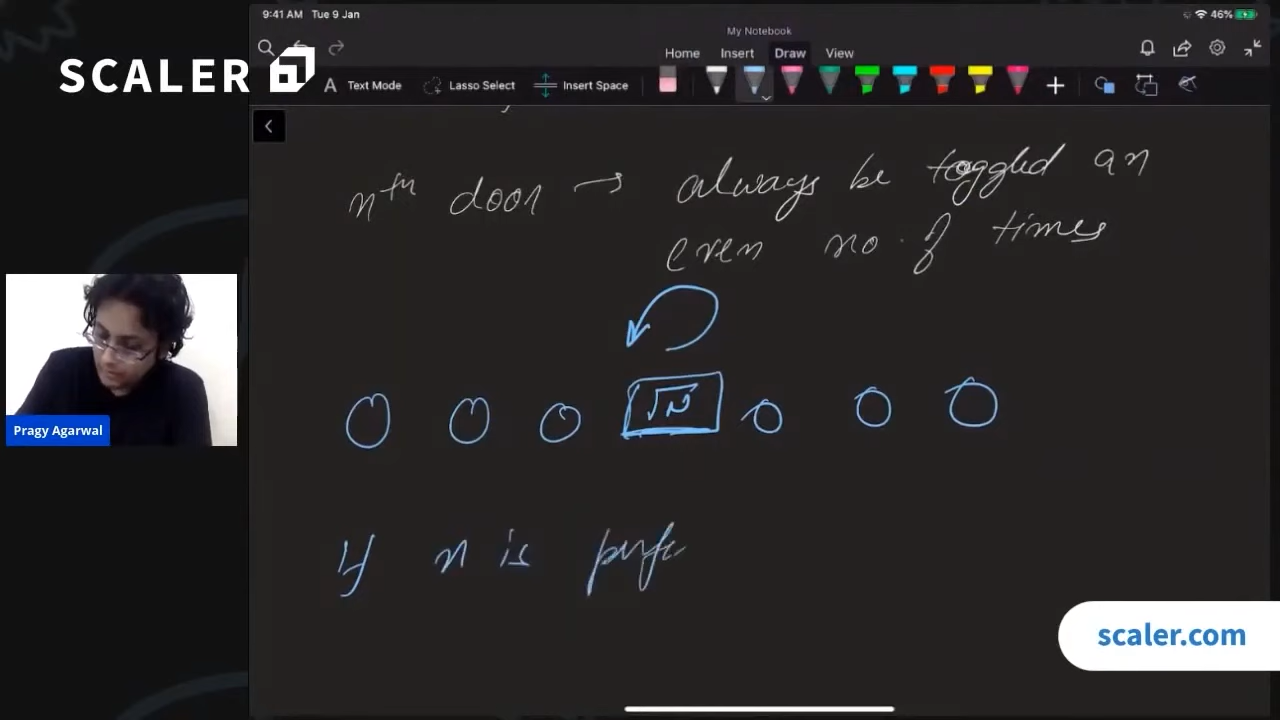 9:41 AM Tue 9 Jan
46%
My Notebook
SCALER
Home Insert Draw View
Text Mode Lasso Select Insert Space
nth door → always be toggled an
even no. of times
√N
Pragy Agarwal
if n is perfe
scaler.com